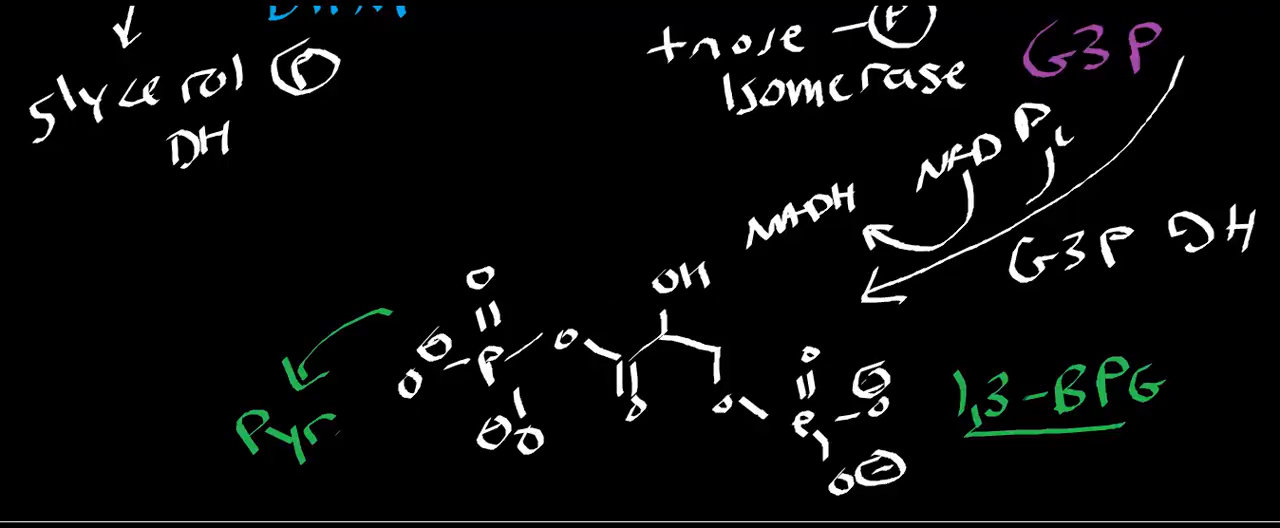 triose - P
Isomerase
G3P
Glycerol P
DH
NAD Pi
NADH
G3P DH
OH
O
O
P
O
O
O
O
O
P
O
O
O
1,3-BPG
Pyr